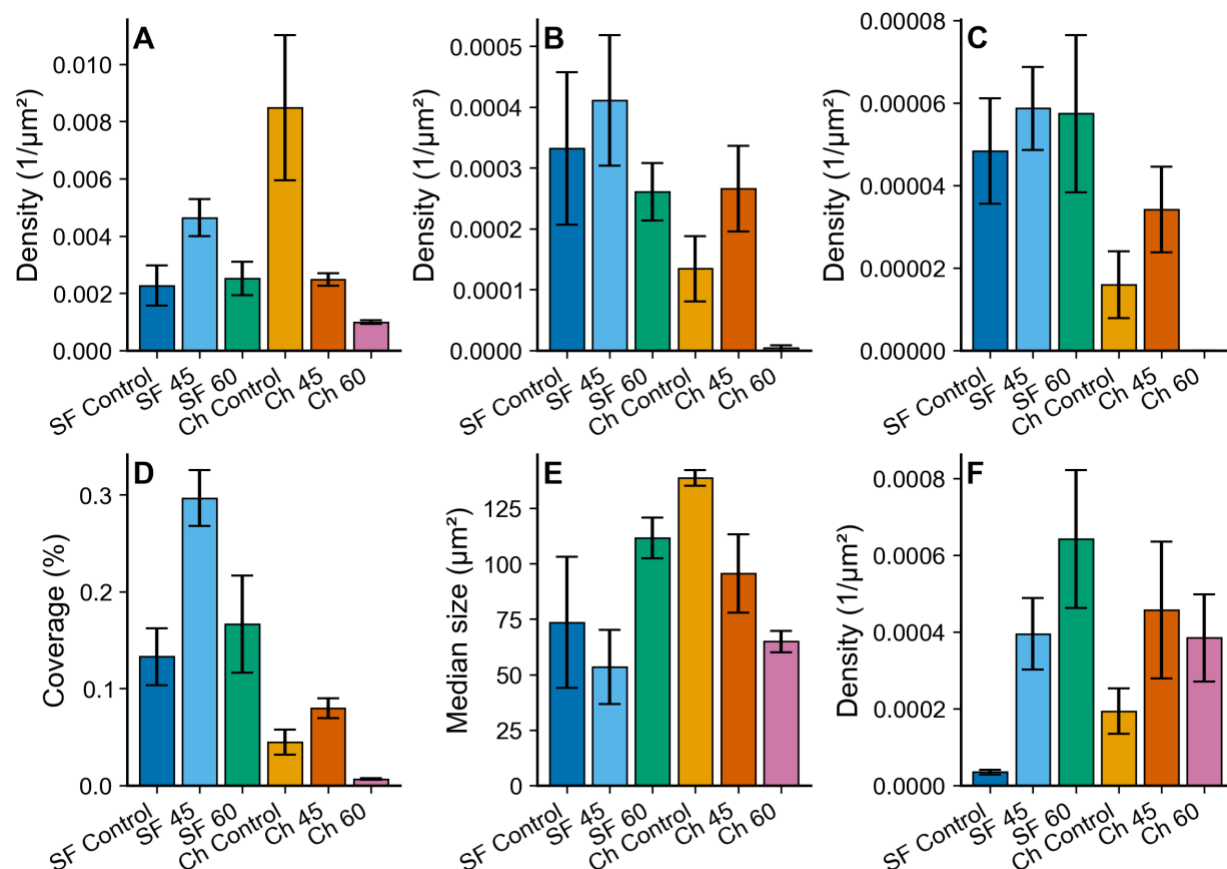 A
Density (1/µm²)
0.010
0.008
0.006
0.004
0.002
0.000
SF Control
SF 45
SF 60
Ch Control
Ch 45
Ch 60
B
Density (1/µm²)
0.0005
0.0004
0.0003
0.0002
0.0001
0.0000
SF Control
SF 45
SF 60
Ch Control
Ch 45
Ch 60
C
Density (1/µm²)
0.00008
0.00006
0.00004
0.00002
0.00000
SF Control
SF 45
SF 60
Ch Control
Ch 45
Ch 60
D
Coverage (%)
0.3
0.2
0.1
0.0
SF Control
SF 45
SF 60
Ch Control
Ch 45
Ch 60
E
Median size (µm²)
125
100
75
50
25
0
SF Control
SF 45
SF 60
Ch Control
Ch 45
Ch 60
F
Density (1/µm²)
0.0008
0.0006
0.0004
0.0002
0.0000
SF Control
SF 45
SF 60
Ch Control
Ch 45
Ch 60